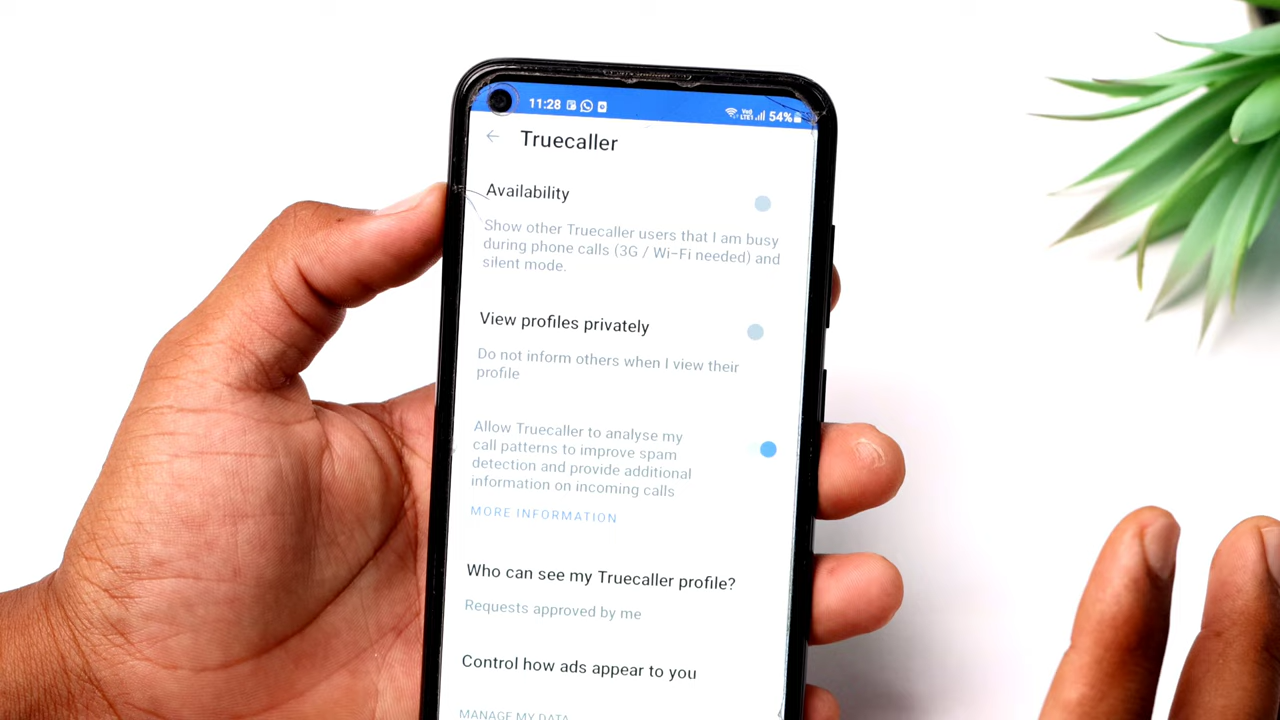 11:28 54%
Truecaller
Availability
Show other Truecaller users that I am busy
during phone calls (3G / Wi-Fi needed) and
silent mode.
View profiles privately
Do not inform others when I view their
profile
Allow Truecaller to analyse my
call patterns to improve spam
detection and provide additional
information on incoming calls
MORE INFORMATION
Who can see my Truecaller profile?
Requests approved by me
Control how ads appear to you
MANAGE MY DATA